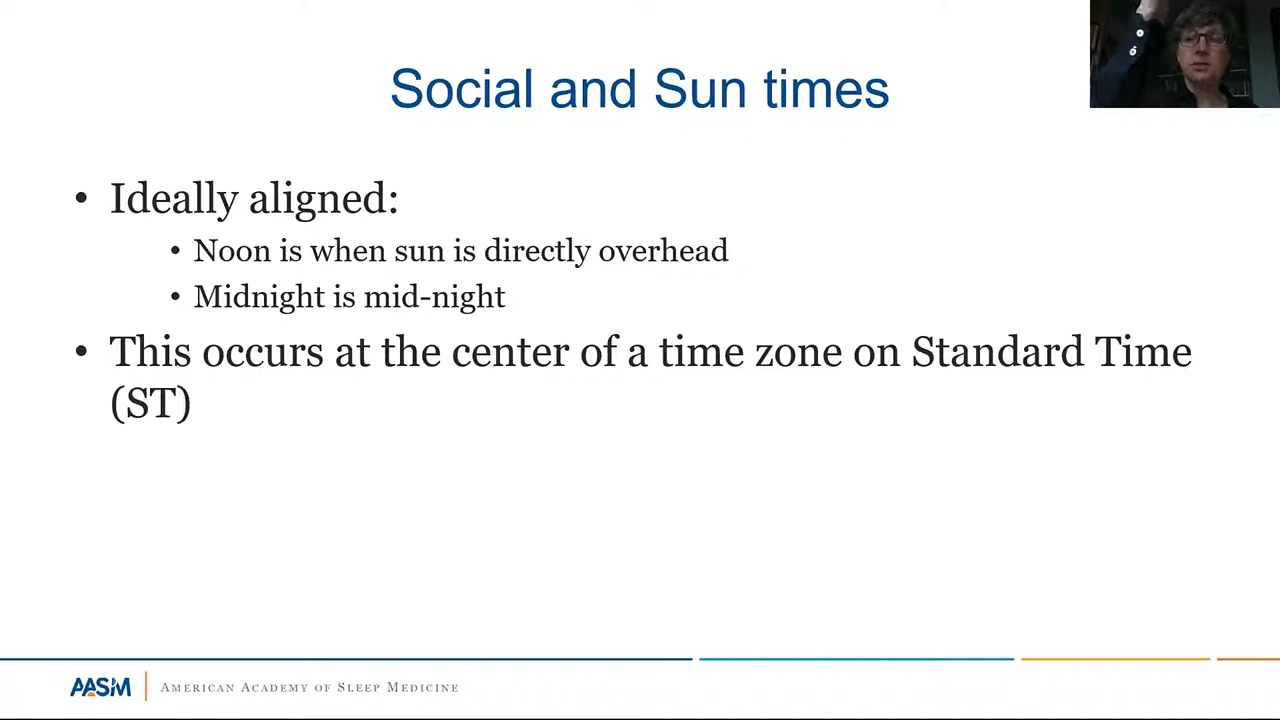 Social and Sun times
• Ideally aligned:
• Noon is when sun is directly overhead
• Midnight is mid-night
• This occurs at the center of a time zone on Standard Time
(ST)
AASM
AMERICAN ACADEMY OF SLEEP MEDICINE